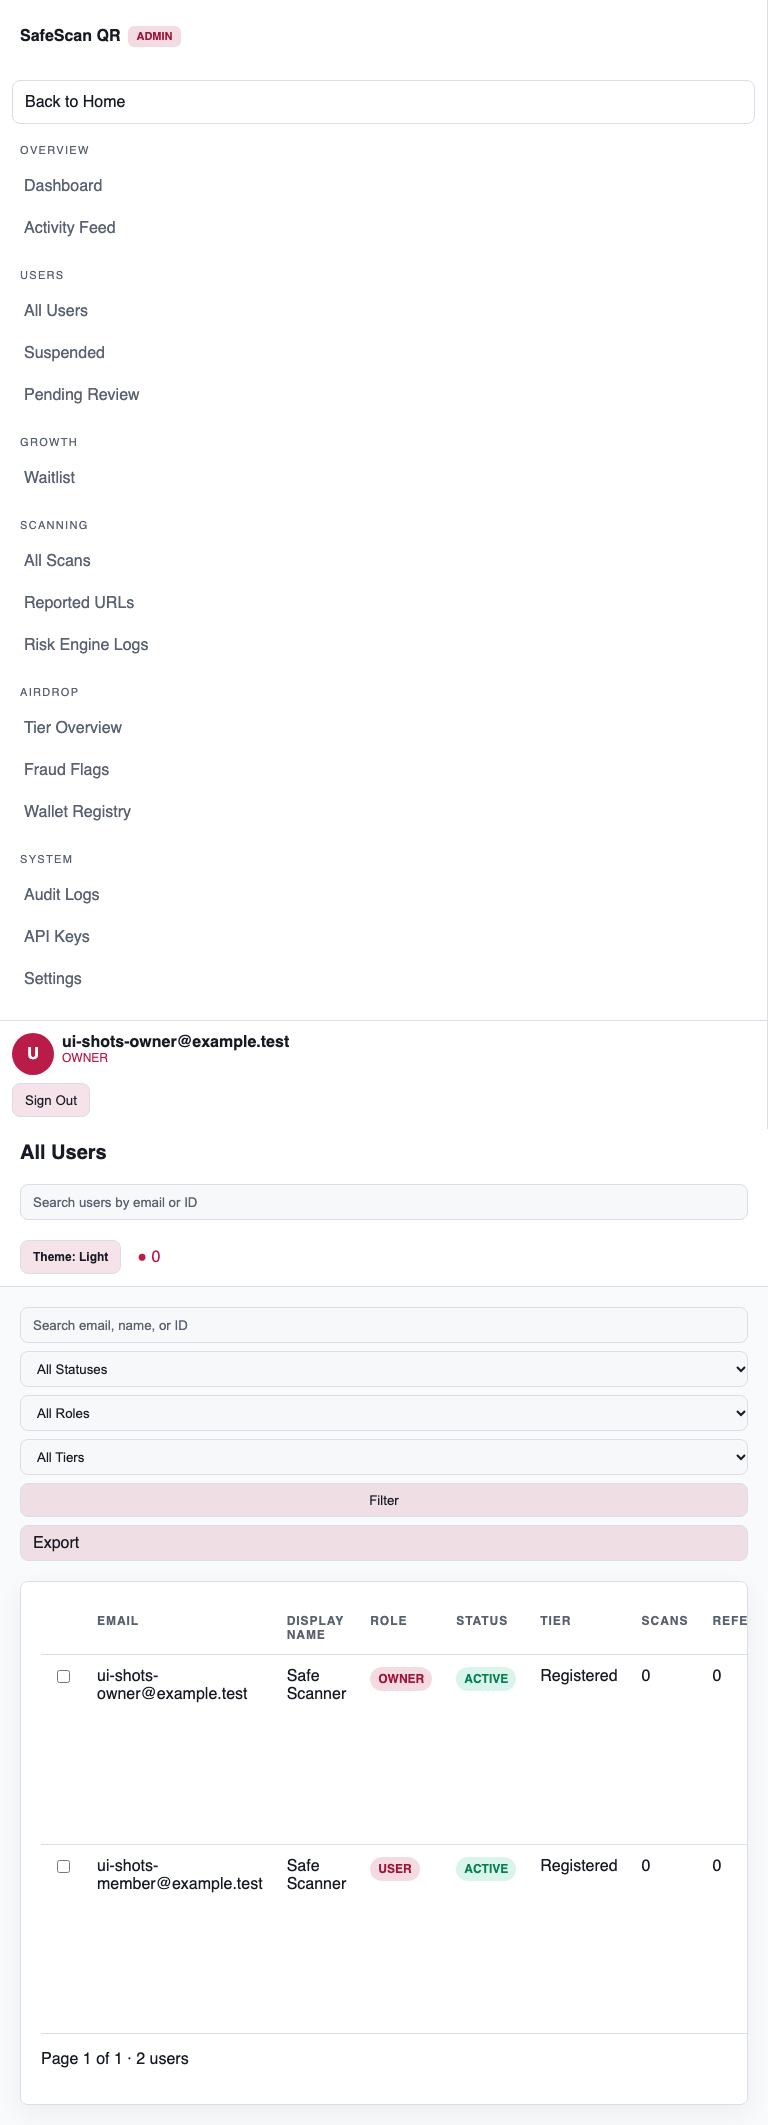 SafeScan QR ADMIN
Back to Home
OVERVIEW
Dashboard
Activity Feed
USERS
All Users
Suspended
Pending Review
GROWTH
Waitlist
SCANNING
All Scans
Reported URLs
Risk Engine Logs
AIRDROP
Tier Overview
Fraud Flags
Wallet Registry
SYSTEM
Audit Logs
API Keys
Settings
U ui-shots-owner@example.test
OWNER
Sign Out
All Users
Search users by email or ID
Theme: Light ● 0
Search email, name, or ID
All Statuses
All Roles
All Tiers
Filter
Export
EMAIL DISPLAY ROLE STATUS TIER SCANS REFE
NAME
ui-shots- Safe OWNER ACTIVE Registered 0 0
owner@example.test Scanner
ui-shots- Safe USER ACTIVE Registered 0 0
member@example.test Scanner
Page 1 of 1 · 2 users